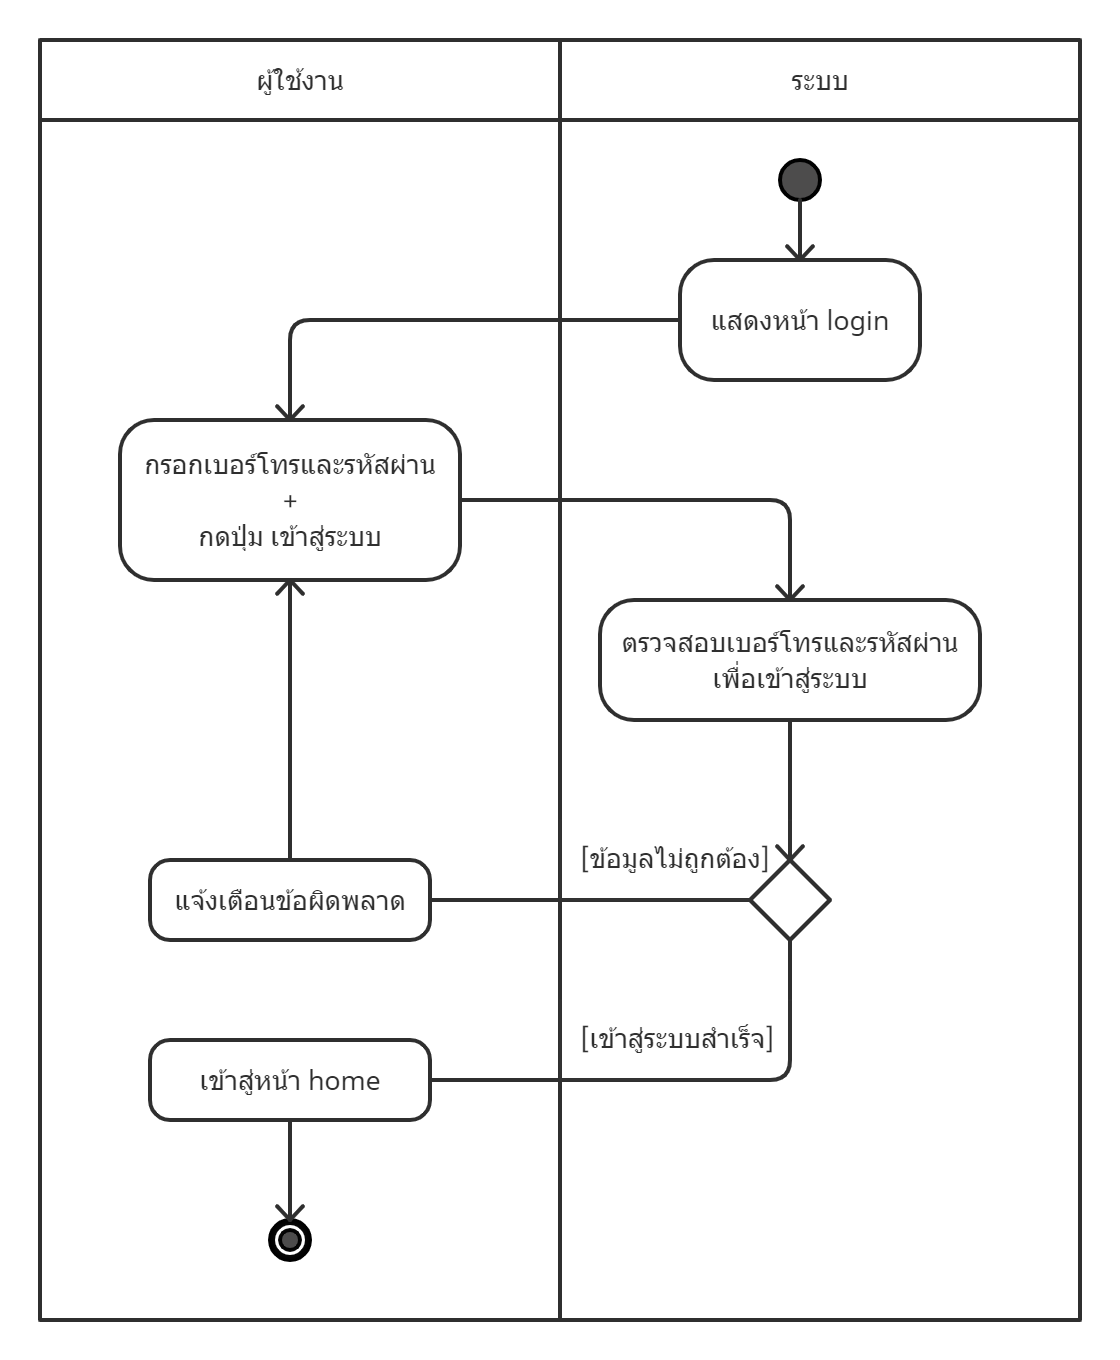 ผู้ใช้งาน
ระบบ
แสดงหน้า login
กรอกเบอร์โทรและรหัสผ่าน
+
กดปุ่ม เข้าสู่ระบบ
ตรวจสอบเบอร์โทรและรหัสผ่าน
เพื่อเข้าสู่ระบบ
[ข้อมูลไม่ถูกต้อง]
แจ้งเตือนข้อผิดพลาด
[เข้าสู่ระบบสำเร็จ]
เข้าสู่หน้า home